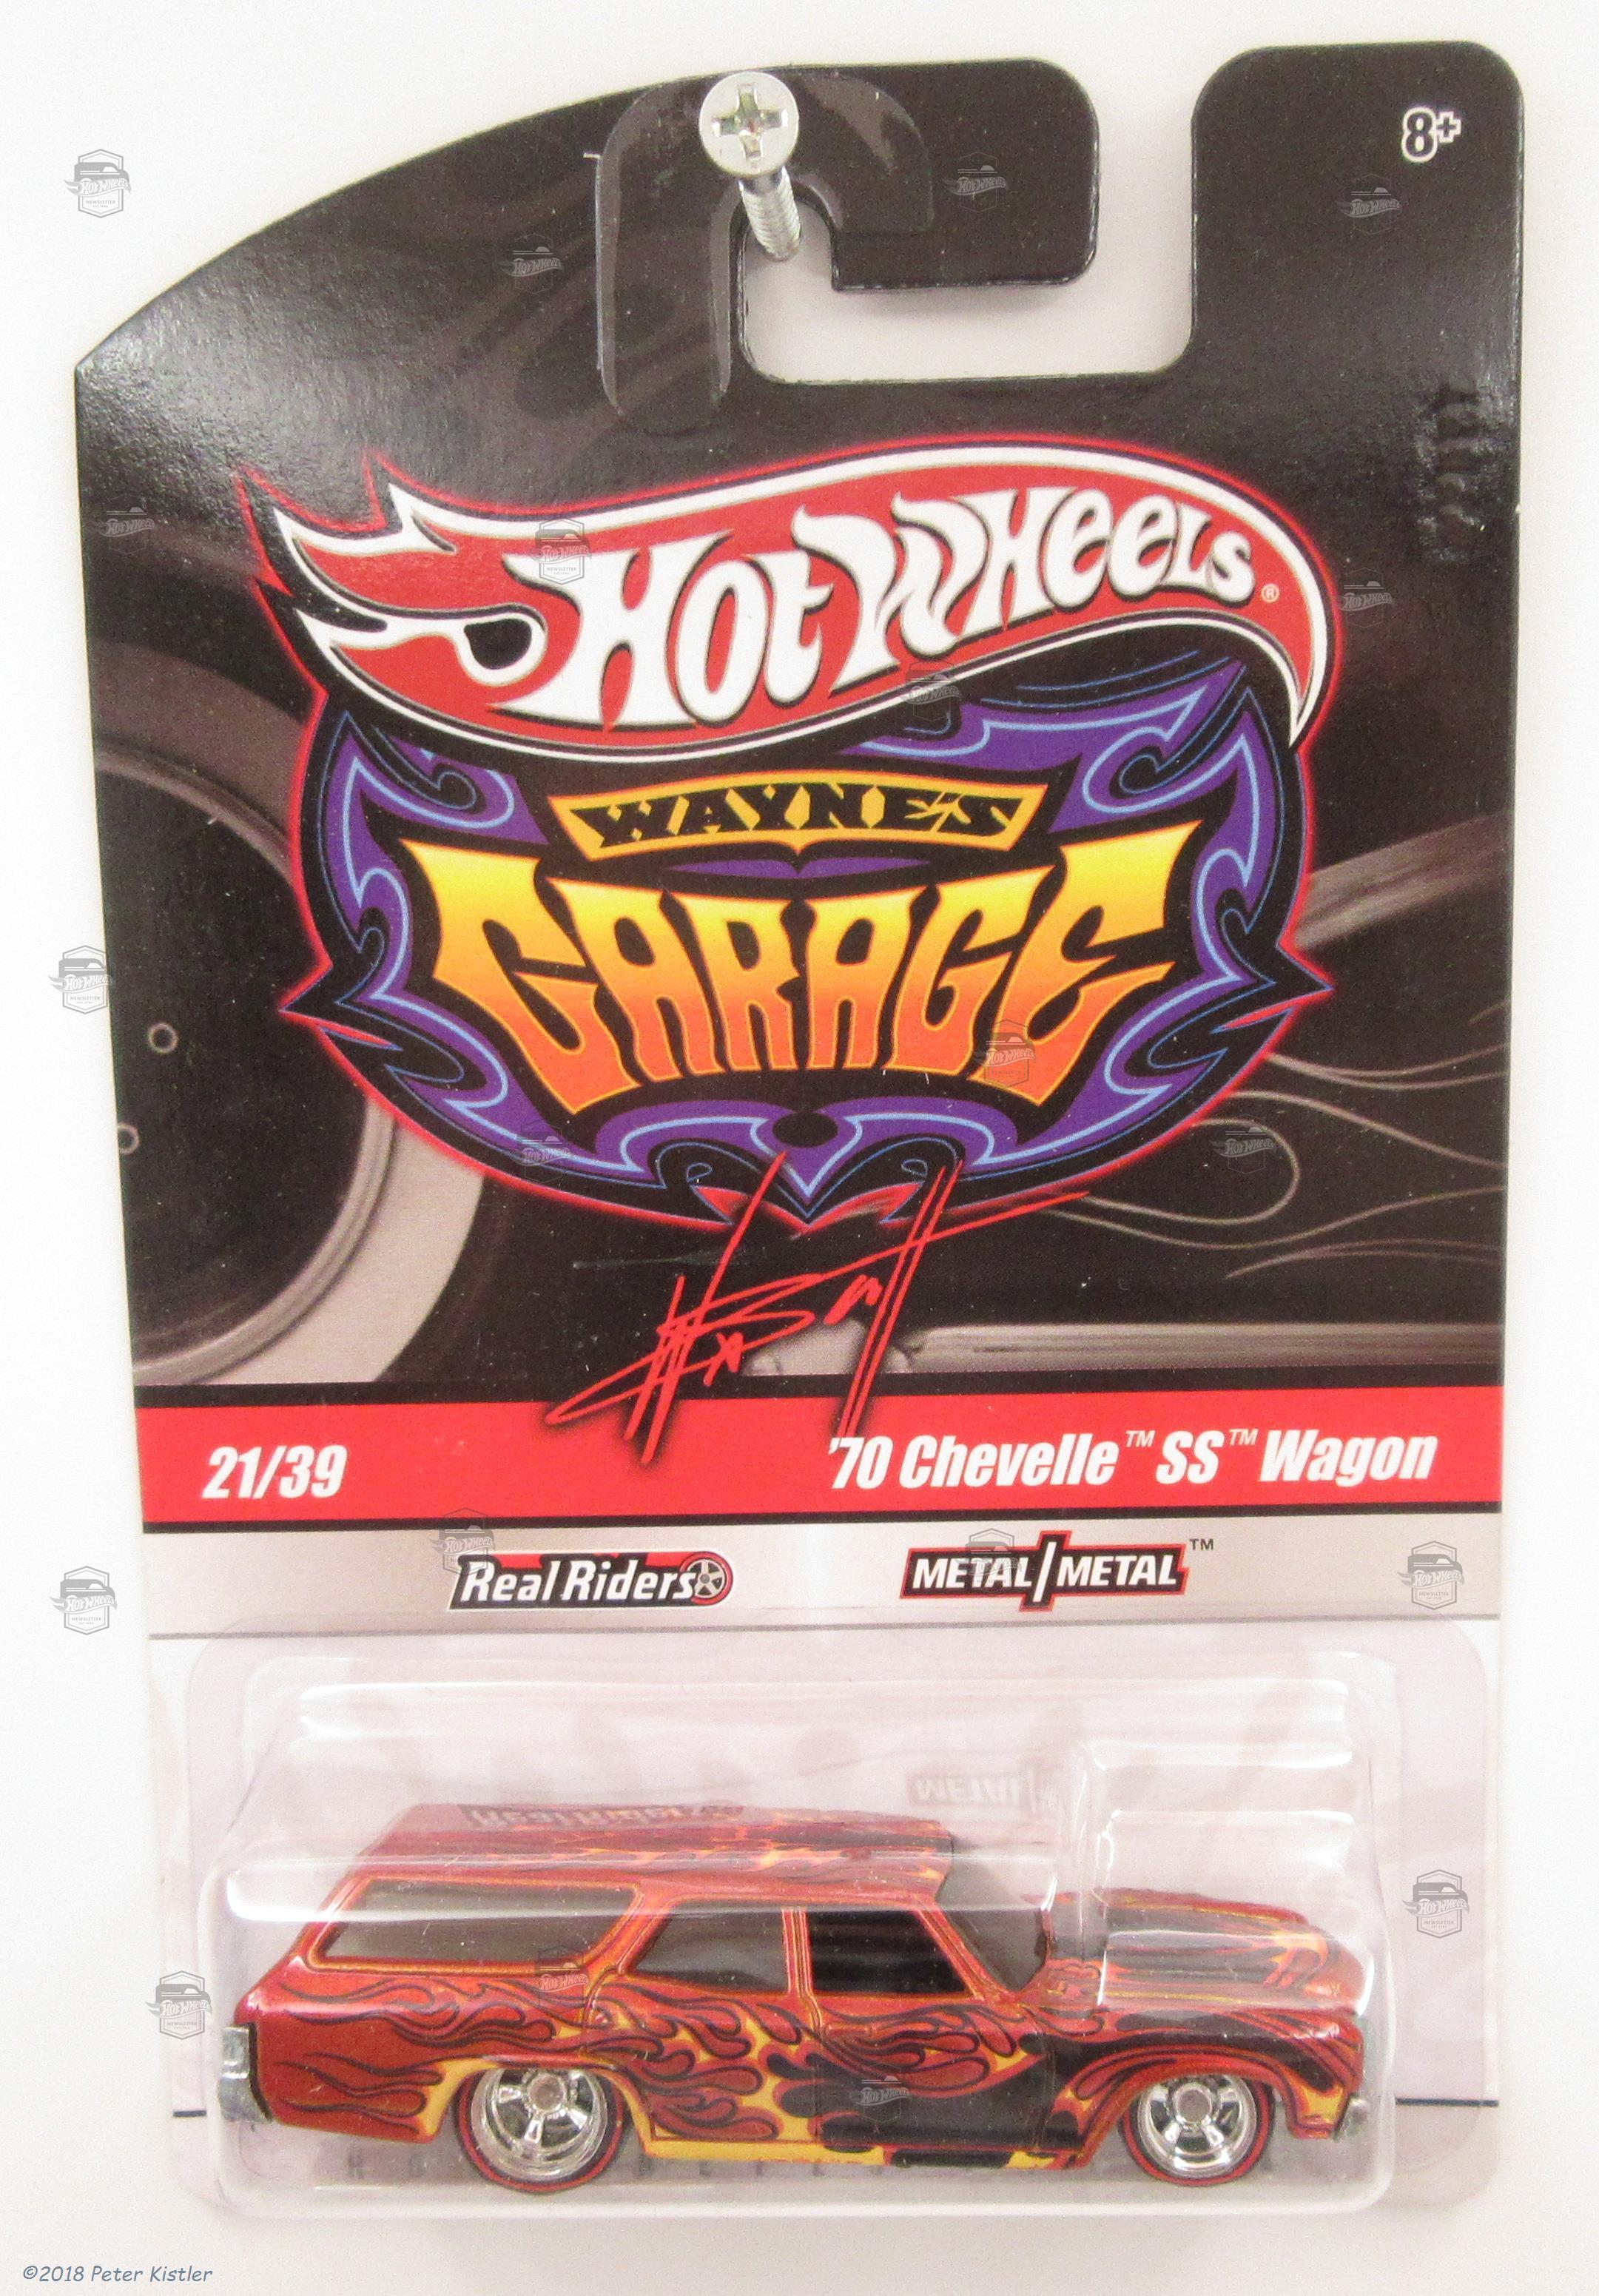 8+
Hot Wheels®
WAYNE'S
GARAGE
21/39
'70 Chevelle™ SS™ Wagon
Real Riders
METAL/METAL™
©2018 Peter Kistler